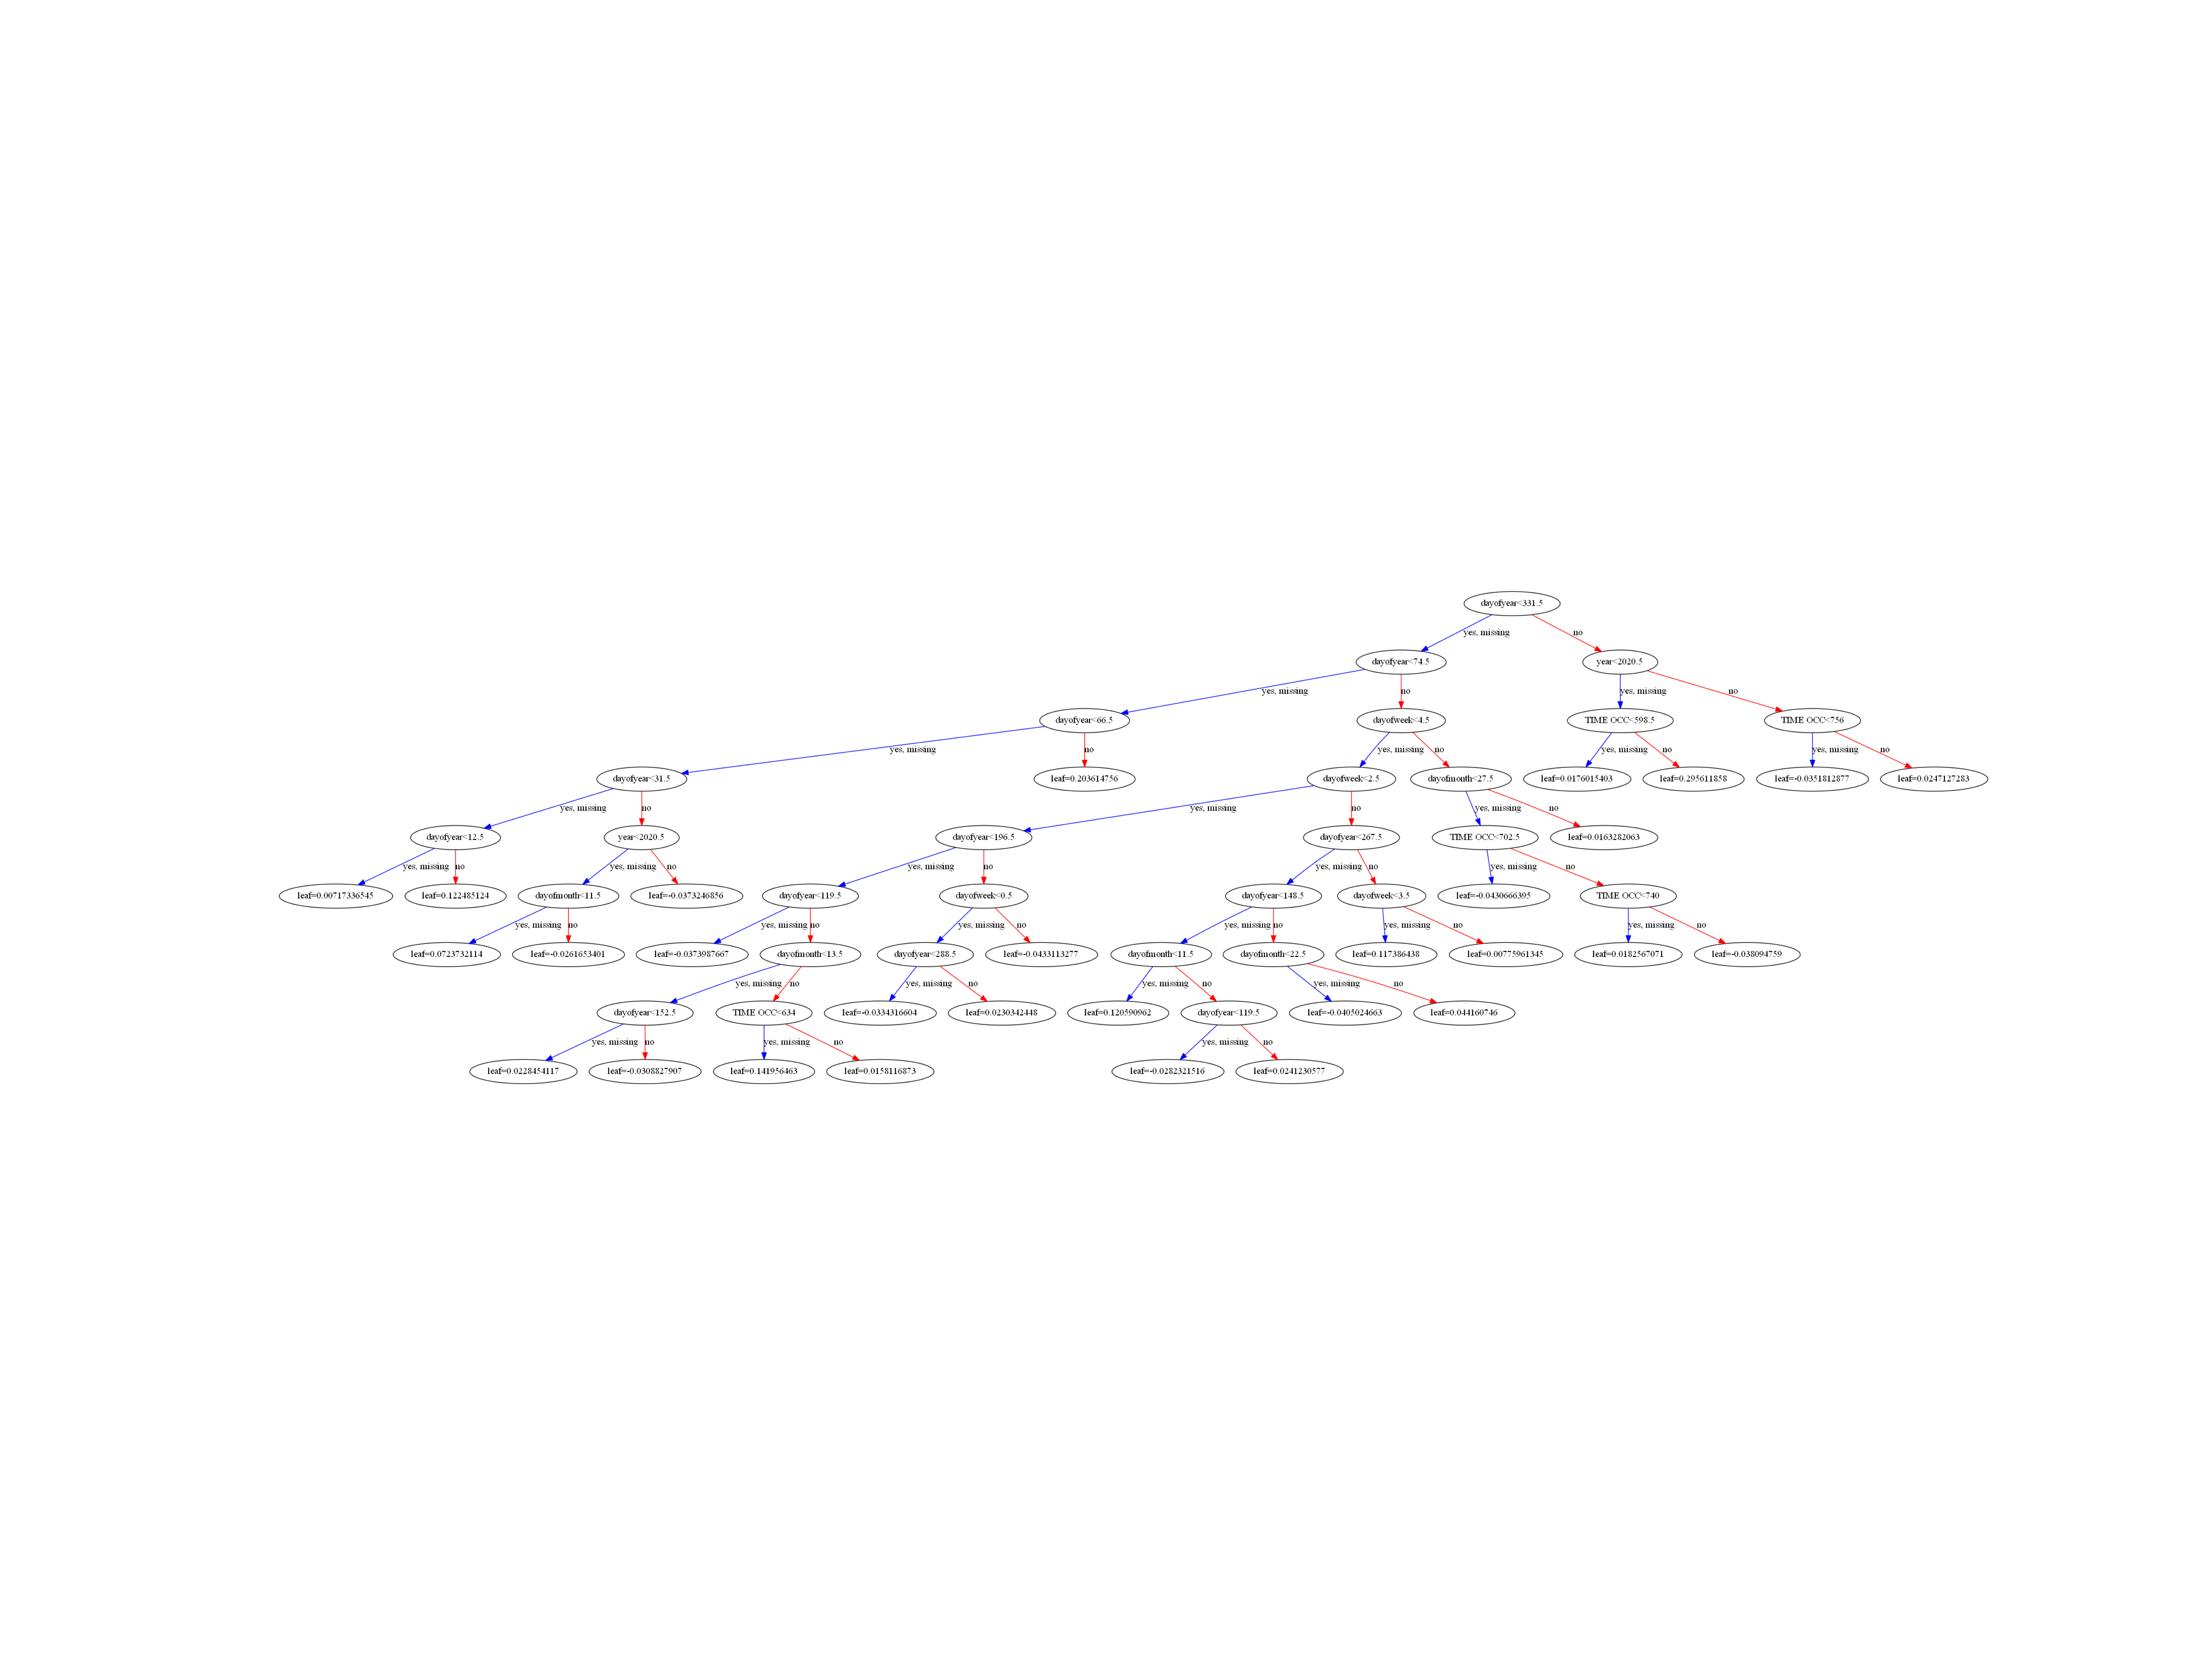 dayofyear<331.5
yes, missing
no
dayofyear<74.5
year<2020.5
yes, missing
no
yes, missing
no
dayofyear<66.5
dayofweek<4.5
TIME OCC<598.5
TIME OCC<756
yes, missing
no
yes, missing
no
yes, missing
no
yes, missing
no
dayofyear<31.5
leaf=0.203614756
dayofweek<2.5
dayofmonth<27.5
leaf=0.0176015403
leaf=0.295611858
leaf=-0.0351812877
leaf=0.0247127283
yes, missing
no
yes, missing
no
yes, missing
no
dayofyear<12.5
year<2020.5
dayofyear<196.5
dayofyear<267.5
TIME OCC<702.5
leaf=0.0163282063
yes, missing
no
yes, missing
no
yes, missing
no
yes, missing
no
yes, missing
no
leaf=0.00717336545
leaf=0.122485124
dayofmonth<11.5
leaf=-0.0373246856
dayofyear<119.5
dayofweek<0.5
dayofyear<148.5
dayofweek<3.5
leaf=-0.0430666395
TIME OCC<740
yes, missing
no
yes, missing
no
yes, missing
no
yes, missing
no
yes, missing
no
yes, missing
no
leaf=0.0723732114
leaf=-0.0261653401
leaf=-0.0373987667
dayofmonth<13.5
dayofyear<288.5
leaf=-0.0433113277
dayofmonth<11.5
dayofmonth<22.5
leaf=0.117386438
leaf=0.00775961345
leaf=0.0182567071
leaf=-0.038094759
yes, missing
no
yes, missing
no
yes, missing
no
yes, missing
no
dayofyear<152.5
TIME OCC<634
leaf=-0.0334316604
leaf=0.0230342448
leaf=0.120590962
dayofyear<119.5
leaf=-0.0405024663
leaf=0.044160746
yes, missing
no
yes, missing
no
yes, missing
no
leaf=0.0228454117
leaf=-0.0308827907
leaf=0.141956463
leaf=0.0158116873
leaf=-0.0282321516
leaf=0.0241230577